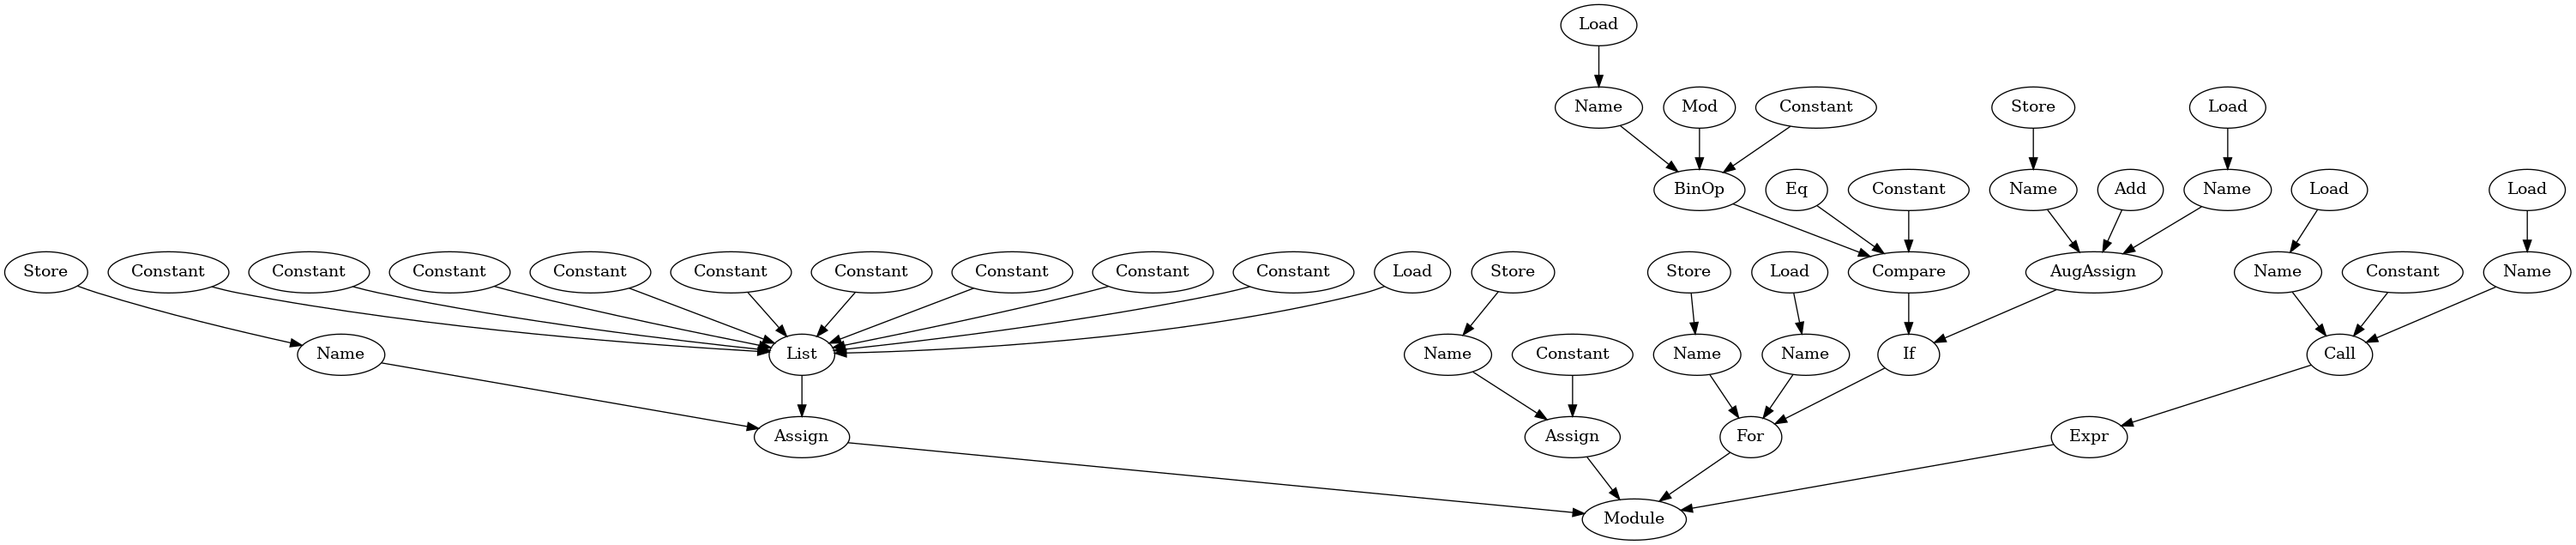 Load
Name Mod Constant Store Load
BinOp Eq Constant Name Add Name Load Load
Store Constant Constant Constant Constant Constant Constant Constant Constant Constant Load Store Store Load Compare AugAssign Name Constant Name
Name List Name Constant Name Name If Call
Assign Assign For Expr
Module